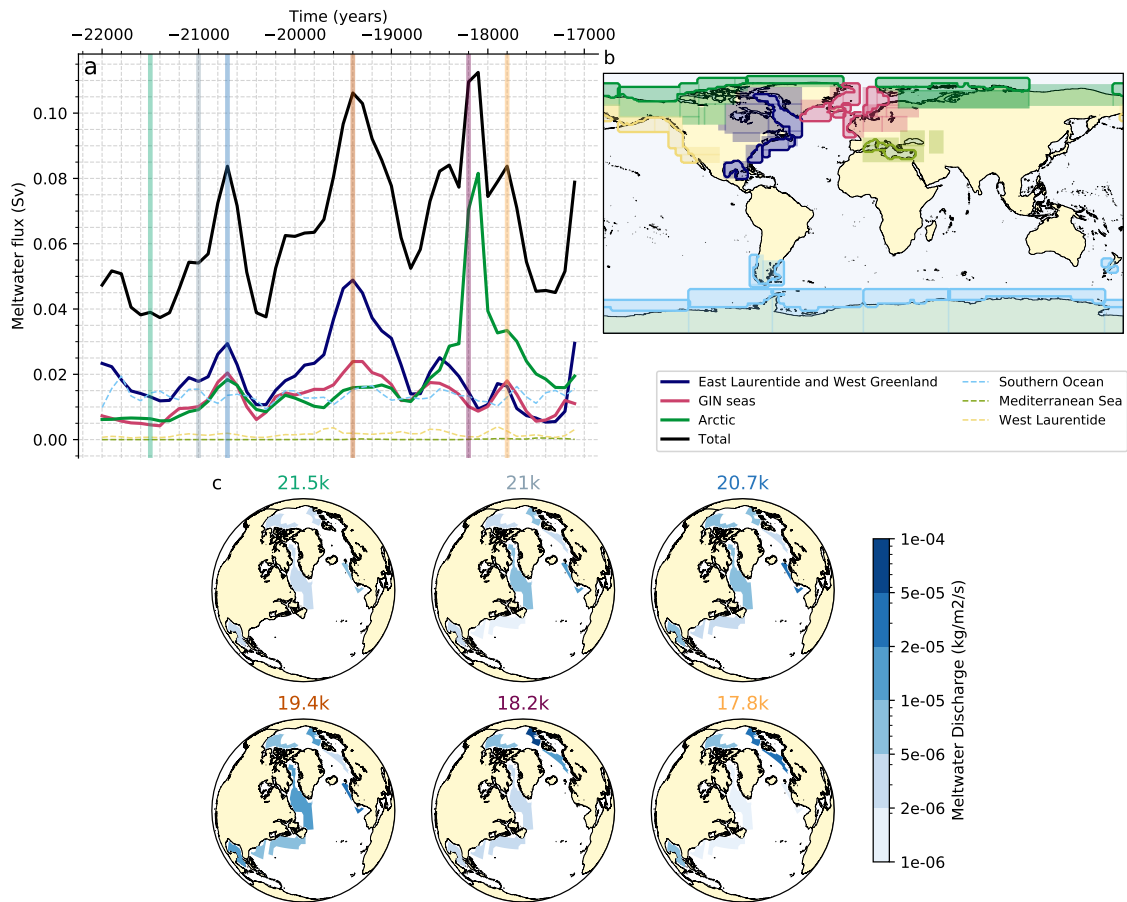 Time (years)
−22000 −21000 −20000 −19000 −18000 −17000
a
b
Meltwater flux (Sv)
0.10
0.08
0.06
0.04
0.02
0.00
East Laurentide and West Greenland
GIN seas
Arctic
Total
Southern Ocean
Mediterranean Sea
West Laurentide
c
21.5k 21k 20.7k
19.4k 18.2k 17.8k
1e-04
5e-05
2e-05
1e-05
5e-06
2e-06
1e-06
Meltwater Discharge (kg/m2/s)